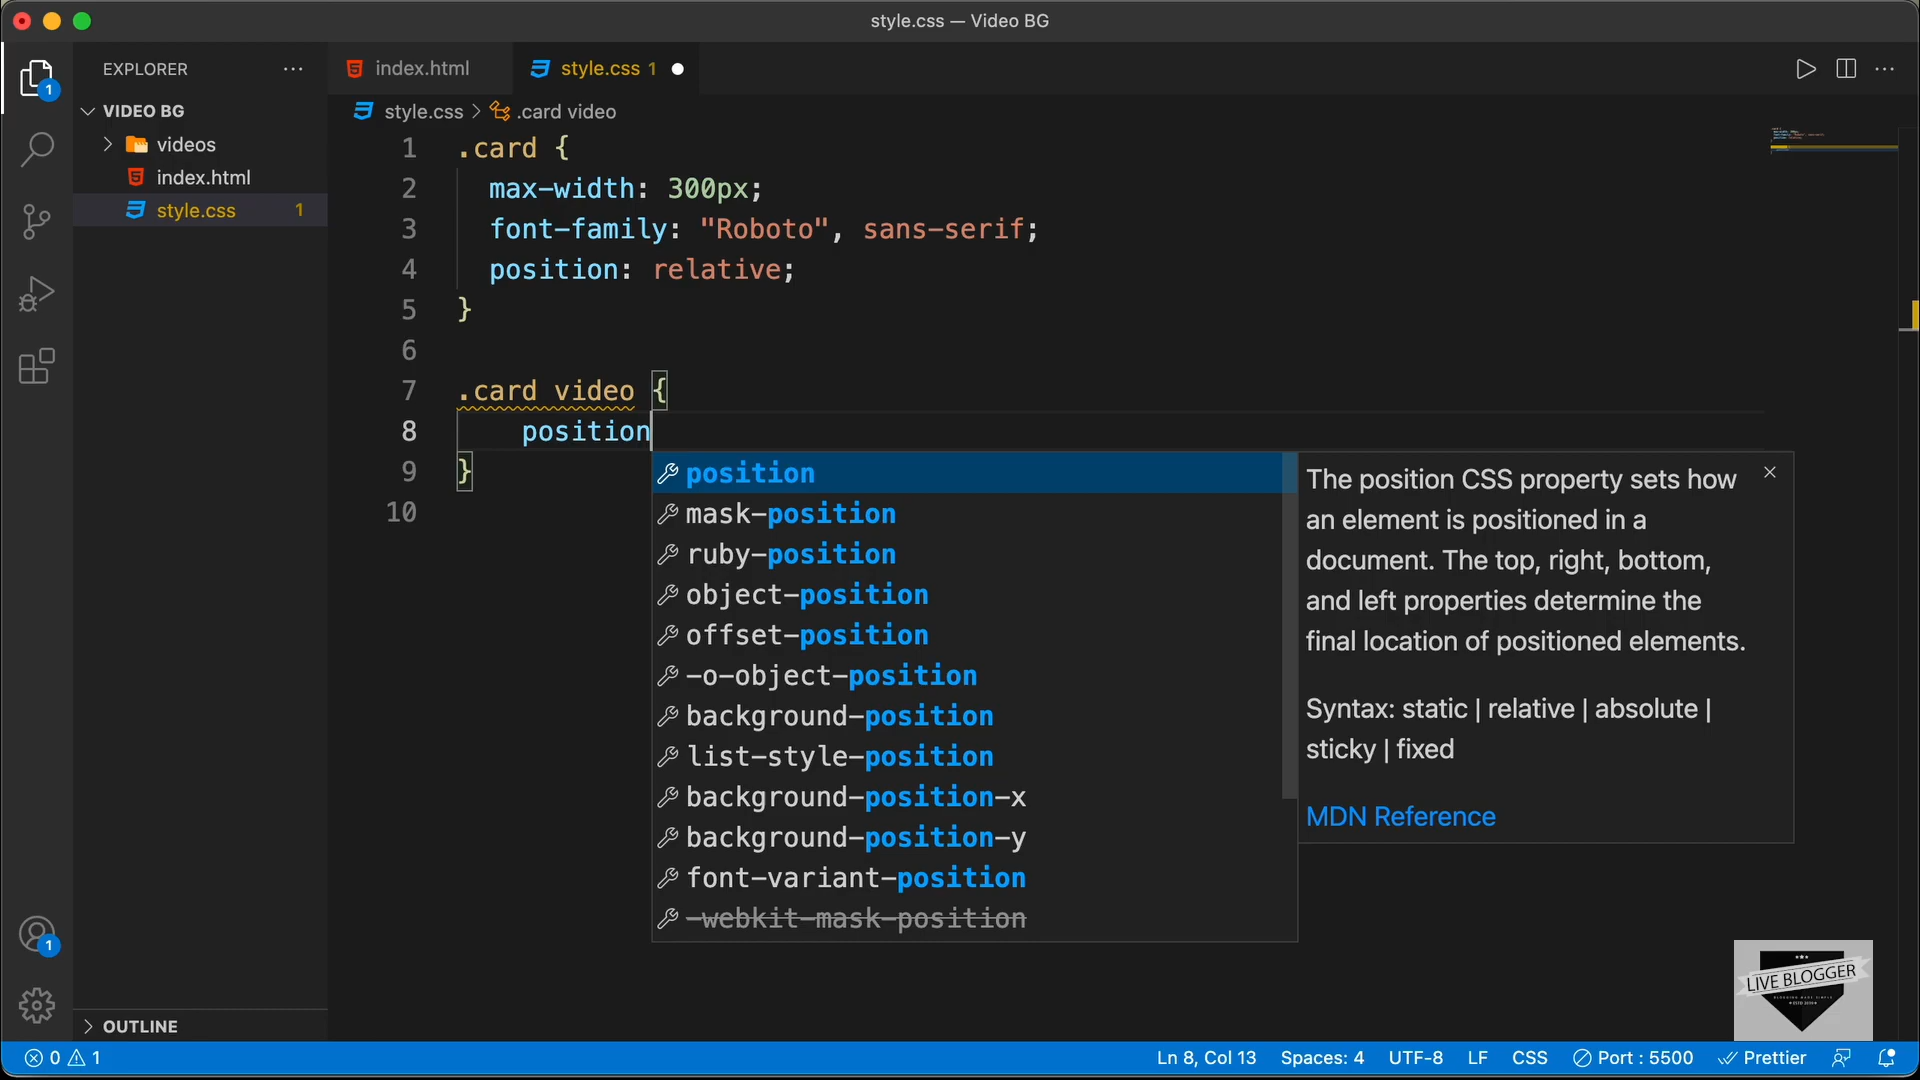 style.css — Video BG
EXPLORER
index.html
style.css 1
1
VIDEO BG
videos
index.html
style.css 1
style.css > .card video
1 .card {
2 max-width: 300px;
3 font-family: "Roboto", sans-serif;
4 position: relative;
5 }
6
7 .card video {
8 position
9 }
10
position
mask-position
ruby-position
object-position
offset-position
-o-object-position
background-position
list-style-position
background-position-x
background-position-y
font-variant-position
-webkit-mask-position
The position CSS property sets how
an element is positioned in a
document. The top, right, bottom,
and left properties determine the
final location of positioned elements.
Syntax: static | relative | absolute |
sticky | fixed
MDN Reference
1
OUTLINE
LIVE BLOGGER
0 1
Ln 8, Col 13 Spaces: 4 UTF-8 LF CSS Port : 5500 Prettier